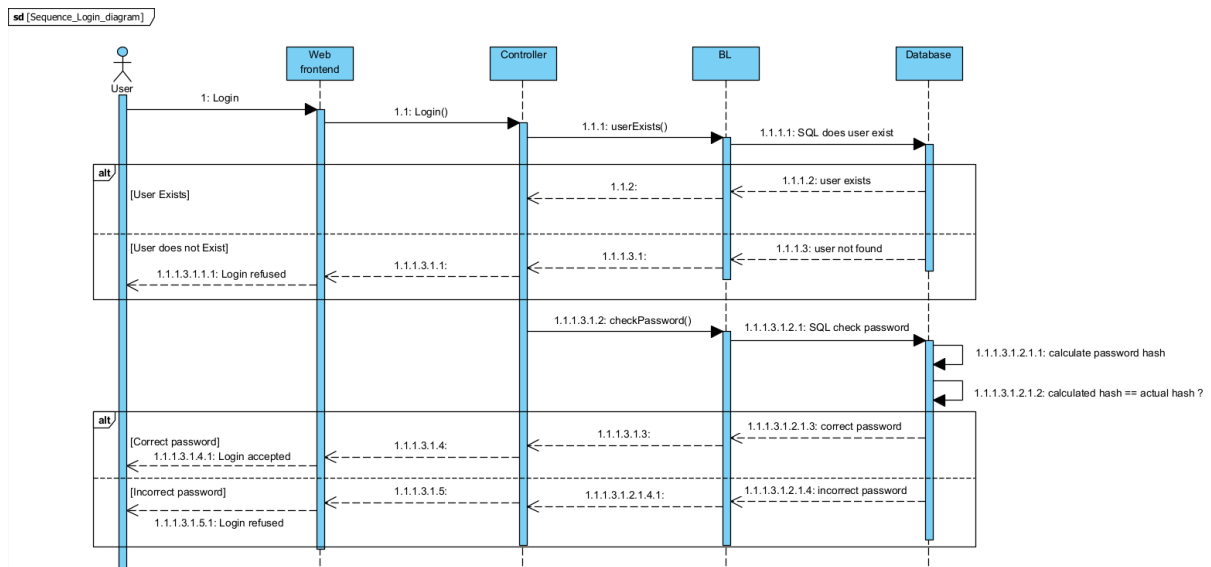 sd [Sequence_Login_diagram]
User
Web
frontend
Controller
BL
Database
1: Login
1.1: Login()
1.1.1: userExists()
1.1.1.1: SQL does user exist
alt
[User Exists]
1.1.2:
1.1.1.2: user exists
[User does not Exist]
1.1.1.3.1.1.1: Login refused
1.1.1.3.1.1:
1.1.1.3.1:
1.1.1.3: user not found
1.1.1.3.1.2: checkPassword()
1.1.1.3.1.2.1: SQL check password
1.1.1.3.1.2.1.1: calculate password hash
1.1.1.3.1.2.1.2: calculated hash == actual hash ?
alt
[Correct password]
1.1.1.3.1.4.1: Login accepted
1.1.1.3.1.4:
1.1.1.3.1.3:
1.1.1.3.1.2.1.3: correct password
[Incorrect password]
1.1.1.3.1.5.1: Login refused
1.1.1.3.1.5:
1.1.1.3.1.2.1.4.1:
1.1.1.3.1.2.1.4: incorrect password